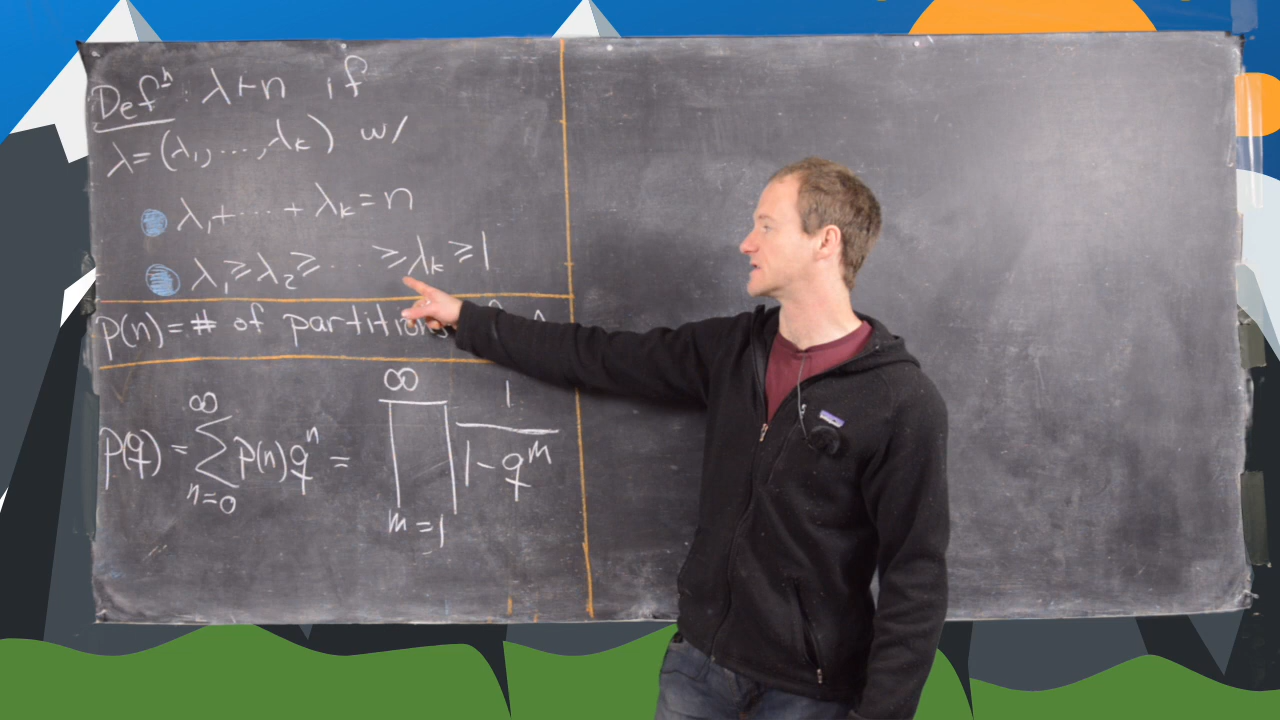 Defⁿ: λ⊢n if
λ=(λ₁,...,λₖ) w/
λ₁+···+λₖ=n
λ₁≥λ₂≥...≥λₖ≥1
p(n)=# of partitions
P(q)=∑_{n=0}^{∞} p(n)qⁿ = ∏_{m=1}^{∞} 1/(1-qᵐ)